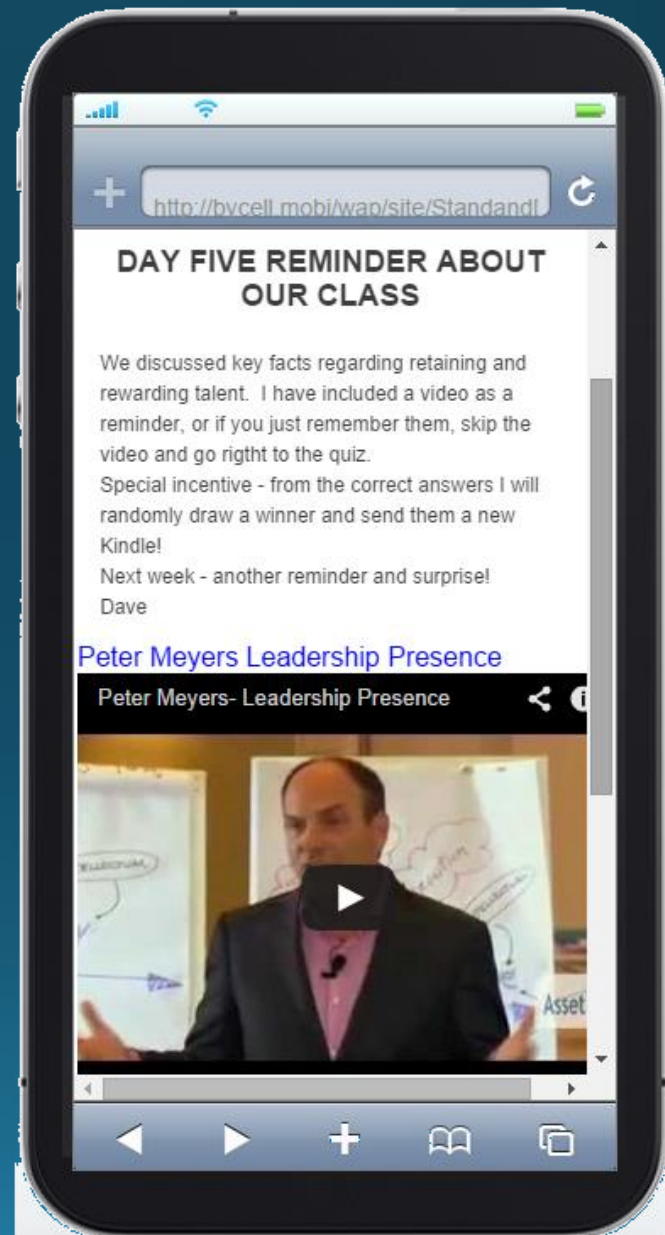 http://bvcell.mobi/wap/site/Standandl
DAY FIVE REMINDER ABOUT
OUR CLASS
We discussed key facts regarding retaining and
rewarding talent.  I have included a video as a
reminder, or if you just remember them, skip the
video and go rigtht to the quiz.
Special incentive - from the correct answers I will
randomly draw a winner and send them a new
Kindle!
Next week - another reminder and surprise!
Dave
Peter Meyers Leadership Presence
Peter Meyers- Leadership Presence
Asset